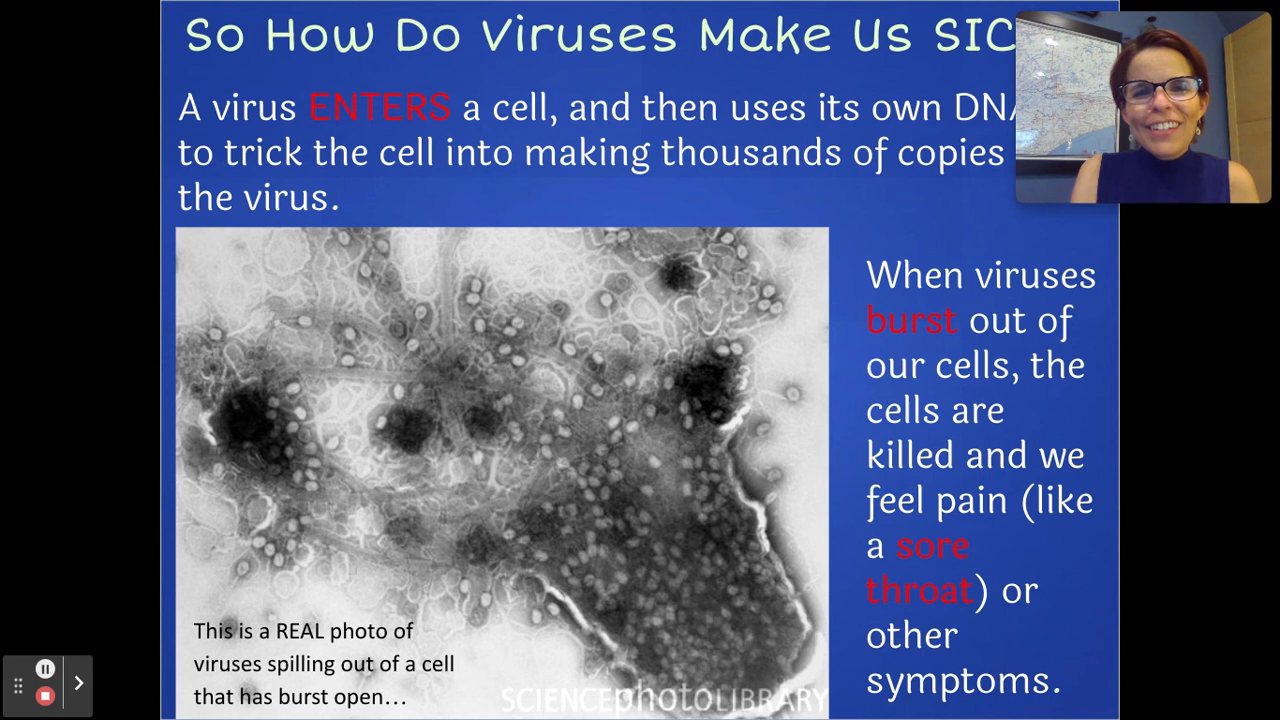 So How Do Viruses Make Us SIC
A virus ENTERS a cell, and then uses its own DNA
to trick the cell into making thousands of copies
the virus.
When viruses
burst out of
our cells, the
cells are
killed and we
feel pain (like
a sore
throat) or
other
symptoms.
This is a REAL photo of
viruses spilling out of a cell
that has burst open...
SCIENCEphotoLIBRARY